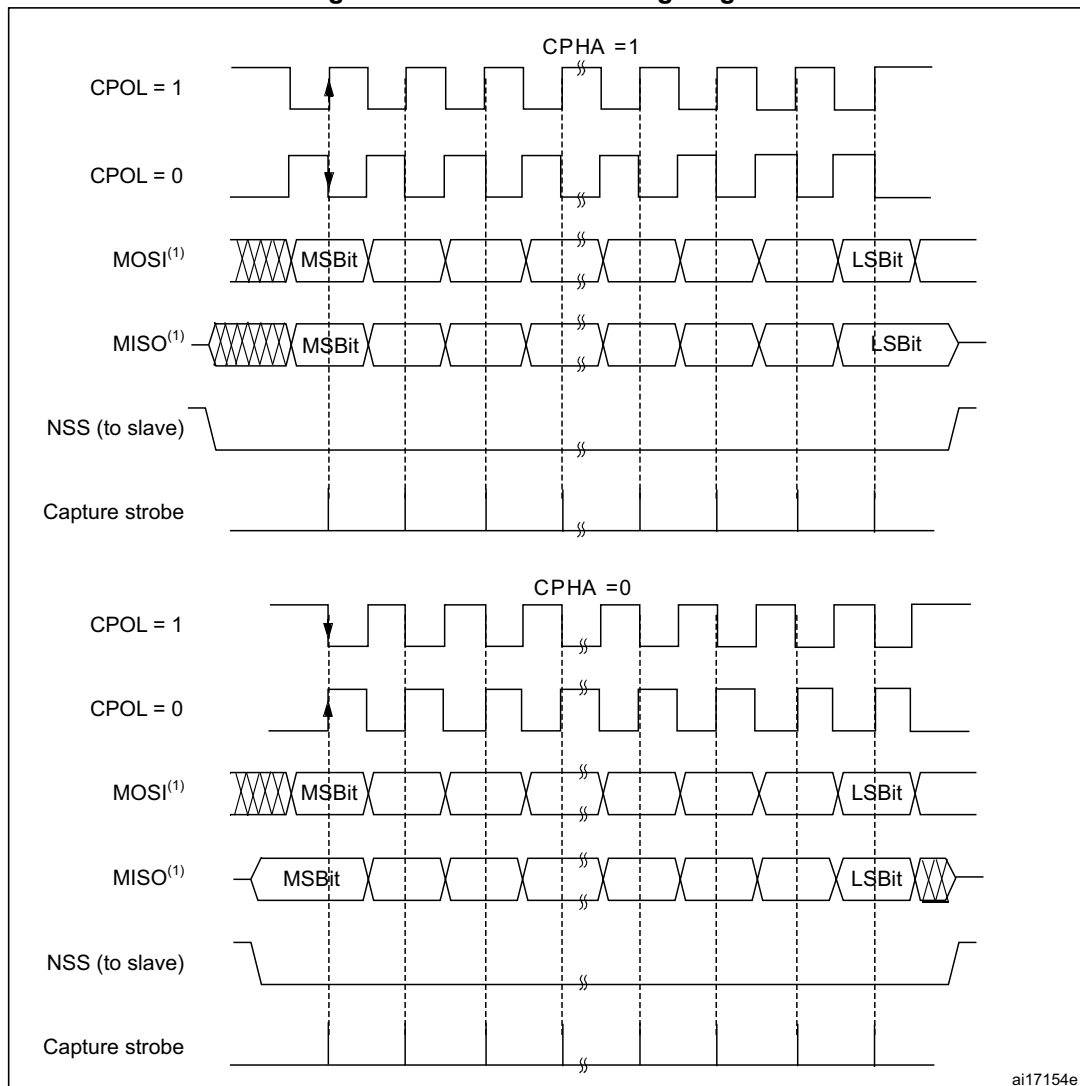 CPHA =1
CPOL = 1
CPOL = 0
MOSI(1) MSBit LSBit
MISO(1) MSBit LSBit
NSS (to slave)
Capture strobe
CPHA =0
CPOL = 1
CPOL = 0
MOSI(1) MSBit LSBit
MISO(1) MSBit LSBit
NSS (to slave)
Capture strobe
ai17154e